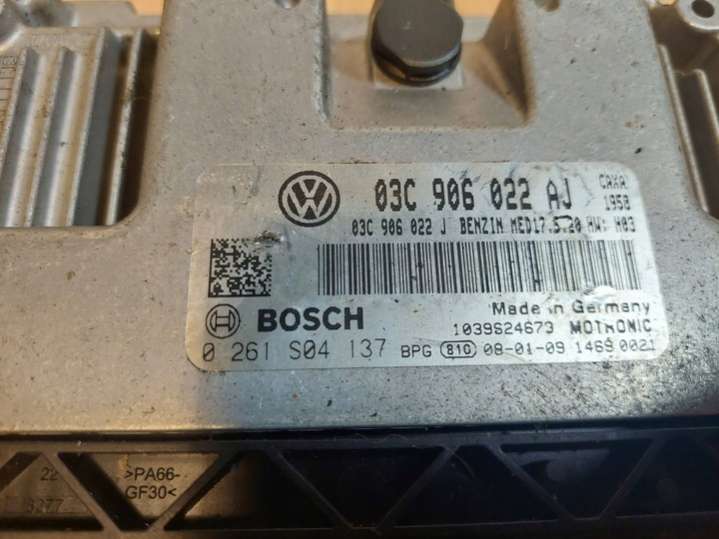 03C 906 022 AJ CAXA
1958
03C 906 022 J BENZIN MED17.5.20 HW: H03
Made in Germany
BOSCH
1039S24673 MOTRONIC
0 261 S04 137 BPG 810 08-01-09 1469 0021
22 >PA66-
GF30<